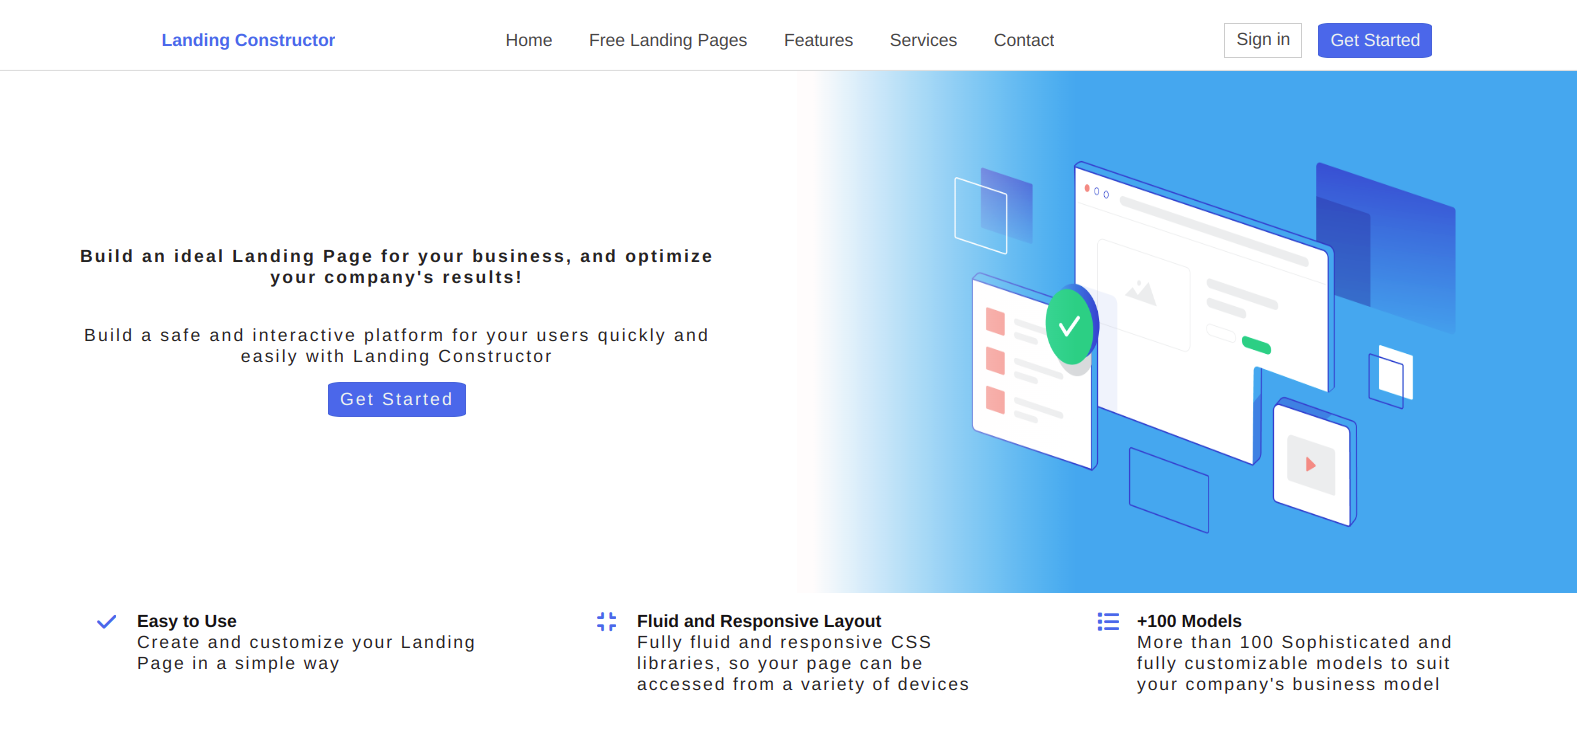 Landing Constructor
Home
Free Landing Pages
Features
Services
Contact
Sign in
Get Started
Build an ideal Landing Page for your business, and optimize
your company's results!
Build a safe and interactive platform for your users quickly and
easily with Landing Constructor
Get Started
Easy to Use
Create and customize your Landing
Page in a simple way
Fluid and Responsive Layout
Fully fluid and responsive CSS
libraries, so your page can be
accessed from a variety of devices
+100 Models
More than 100 Sophisticated and
fully customizable models to suit
your company's business model